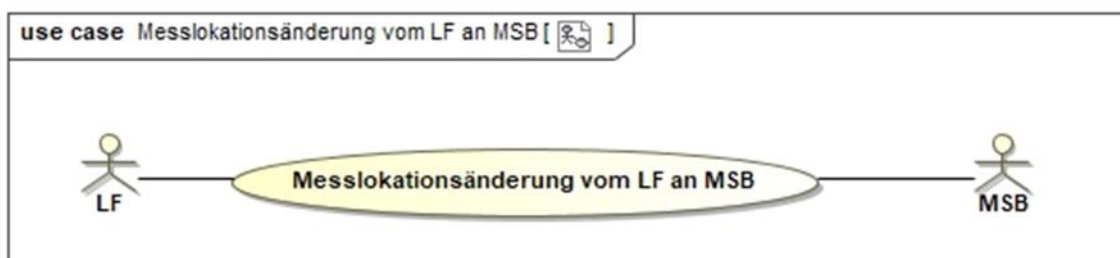 use case Messlokationsänderung vom LF an MSB [ ]
Messlokationsänderung vom LF an MSB
LF
MSB